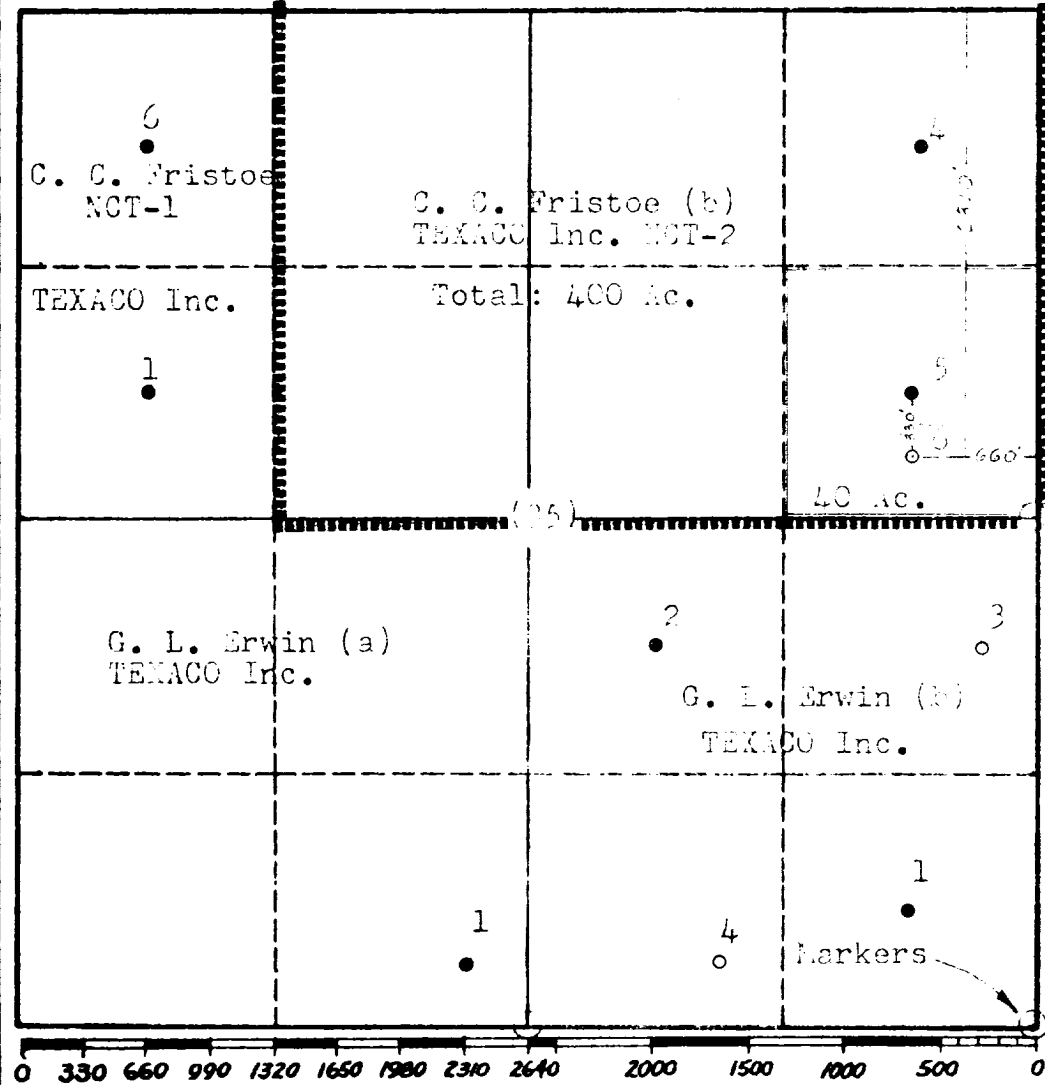 6
4
C. C. Fristoe
NCT-1
C. C. Fristoe (b)
TEXACO Inc. NCT-2
TEXACO Inc.
Total: 400 Ac.
1
5
330'
660'
40 Ac.
2
3
G. L. Erwin (a)
TEXACO Inc.
G. L. Erwin (b)
TEXACO Inc.
1
1
4
Markers
0 330 660 990 1320 1650 1980 2310 2640 2000 1500 1000 500 0